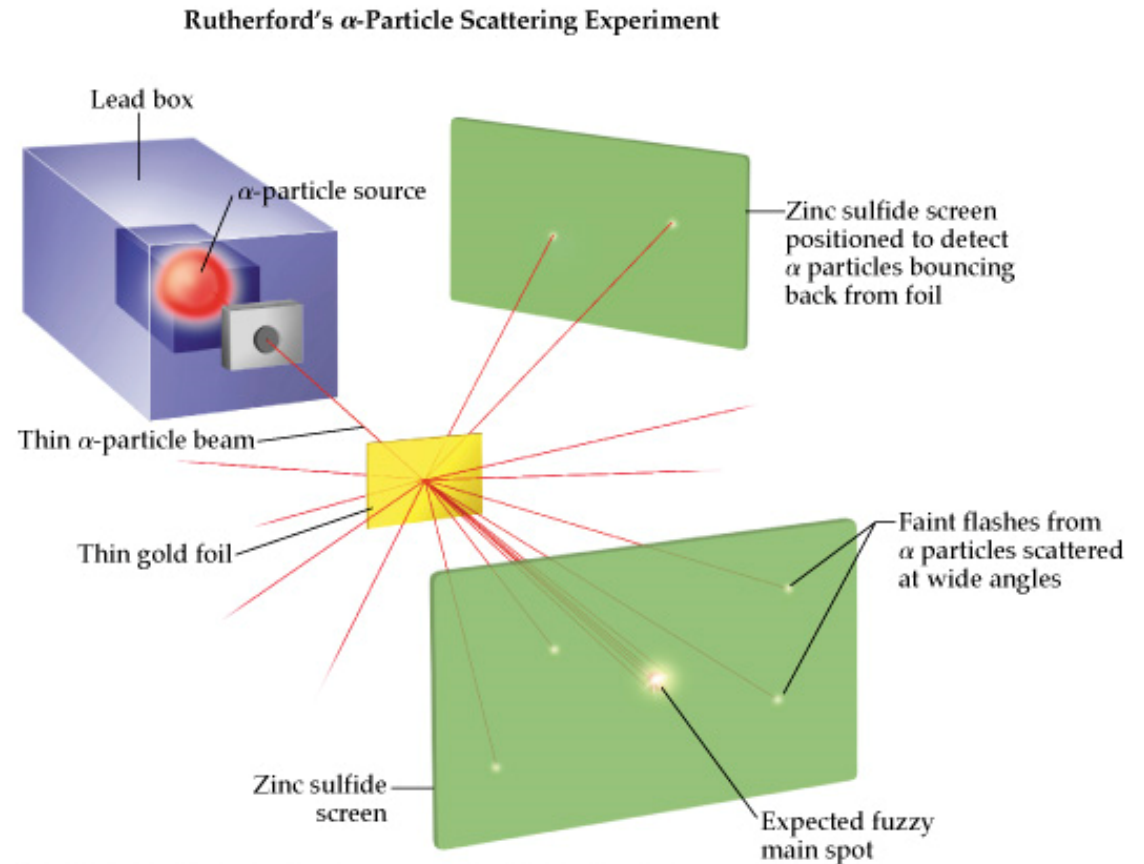 Rutherford's α-Particle Scattering Experiment
Lead box
α-particle source
Zinc sulfide screen
positioned to detect
α particles bouncing
back from foil
Thin α-particle beam
Thin gold foil
Faint flashes from
α particles scattered
at wide angles
Zinc sulfide
screen
Expected fuzzy
main spot